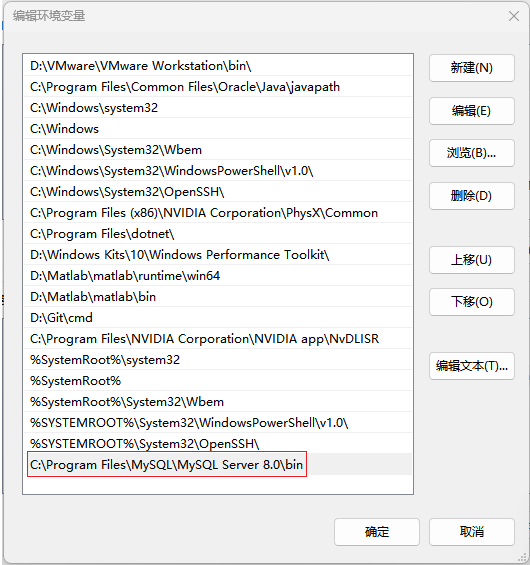 编辑环境变量
D:\VMware\VMware Workstation\bin\
C:\Program Files\Common Files\Oracle\Java\javapath
C:\Windows\system32
C:\Windows
C:\Windows\System32\Wbem
C:\Windows\System32\WindowsPowerShell\v1.0\
C:\Windows\System32\OpenSSH\
C:\Program Files (x86)\NVIDIA Corporation\PhysX\Common
C:\Program Files\dotnet\
D:\Windows Kits\10\Windows Performance Toolkit\
D:\Matlab\matlab\runtime\win64
D:\Matlab\matlab\bin
D:\Git\cmd
C:\Program Files\NVIDIA Corporation\NVIDIA app\NvDLISR
%SystemRoot%\system32
%SystemRoot%
%SystemRoot%\System32\Wbem
%SYSTEMROOT%\System32\WindowsPowerShell\v1.0\
%SYSTEMROOT%\System32\OpenSSH\
C:\Program Files\MySQL\MySQL Server 8.0\bin
新建(N)
编辑(E)
浏览(B)...
删除(D)
上移(U)
下移(O)
编辑文本(T)...
确定
取消